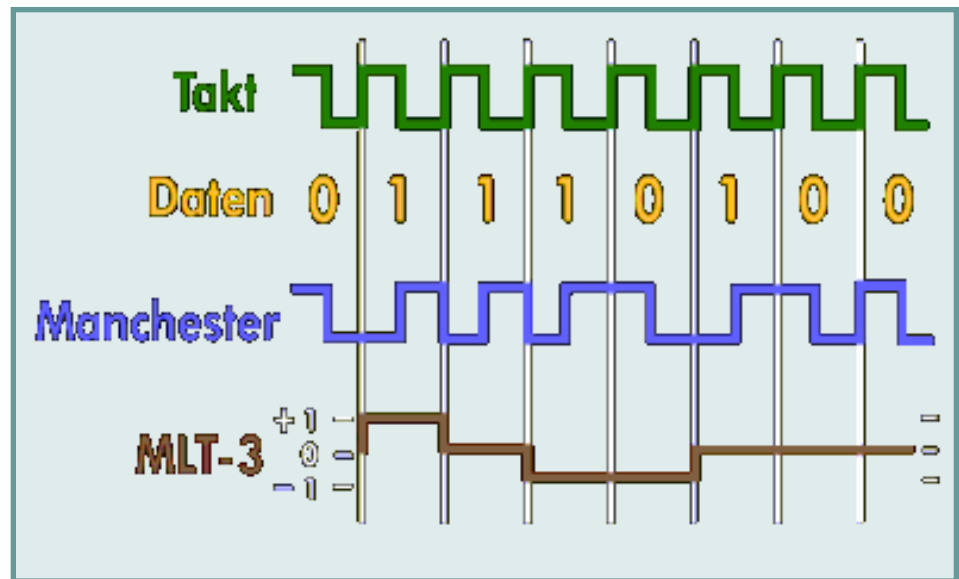 Takt
Daten 0 1 1 1 0 1 0 0
Manchester
+1
MLT-3 0
-1